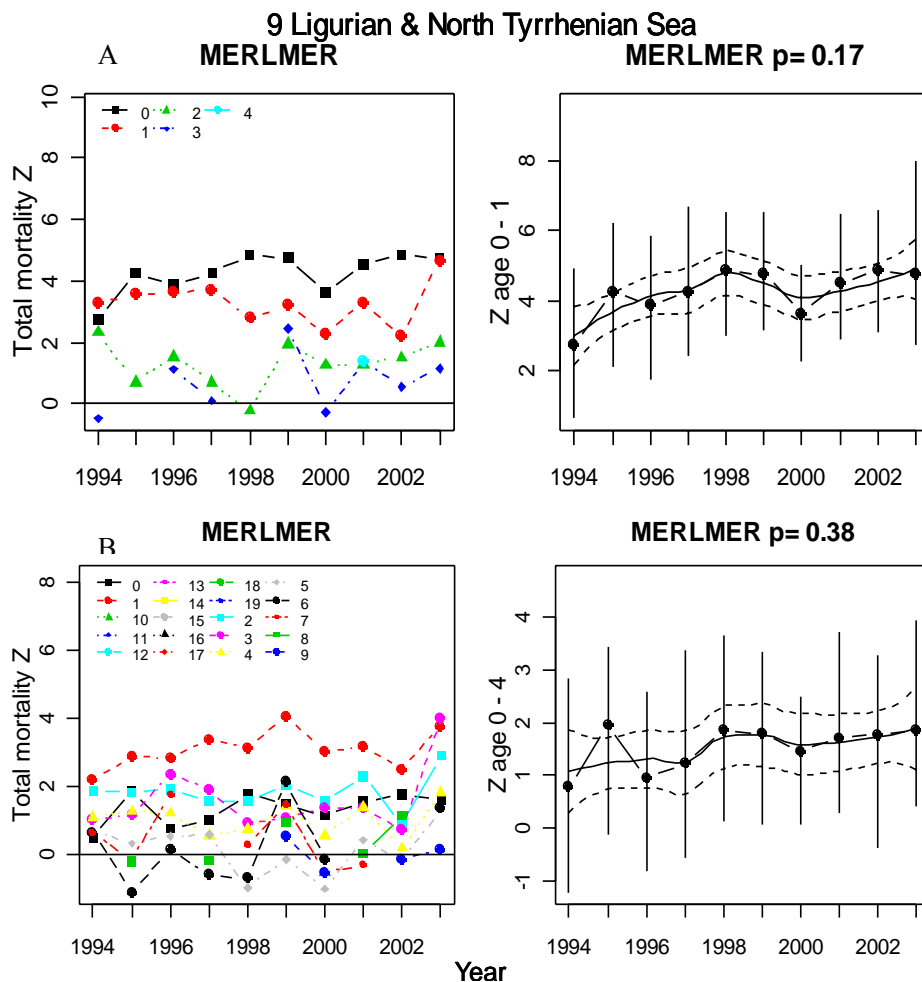 9 Ligurian & North Tyrrhenian Sea
A
MERLMER
MERLMER p= 0.17
10
8
6
4
2
0
Total mortality Z
0 2 4
1 3
1994 1996 1998 2000 2002
8
6
4
2
Z age 0 - 1
1994 1996 1998 2000 2002
B
MERLMER
MERLMER p= 0.38
8
6
4
2
0
Total mortality Z
0 13 18 5
1 14 19 6
10 15 2 7
11 16 3 8
12 17 4 9
1994 1996 1998 2000 2002
4
3
2
1
0
-1
Z age 0 - 4
1994 1996 1998 2000 2002
Year